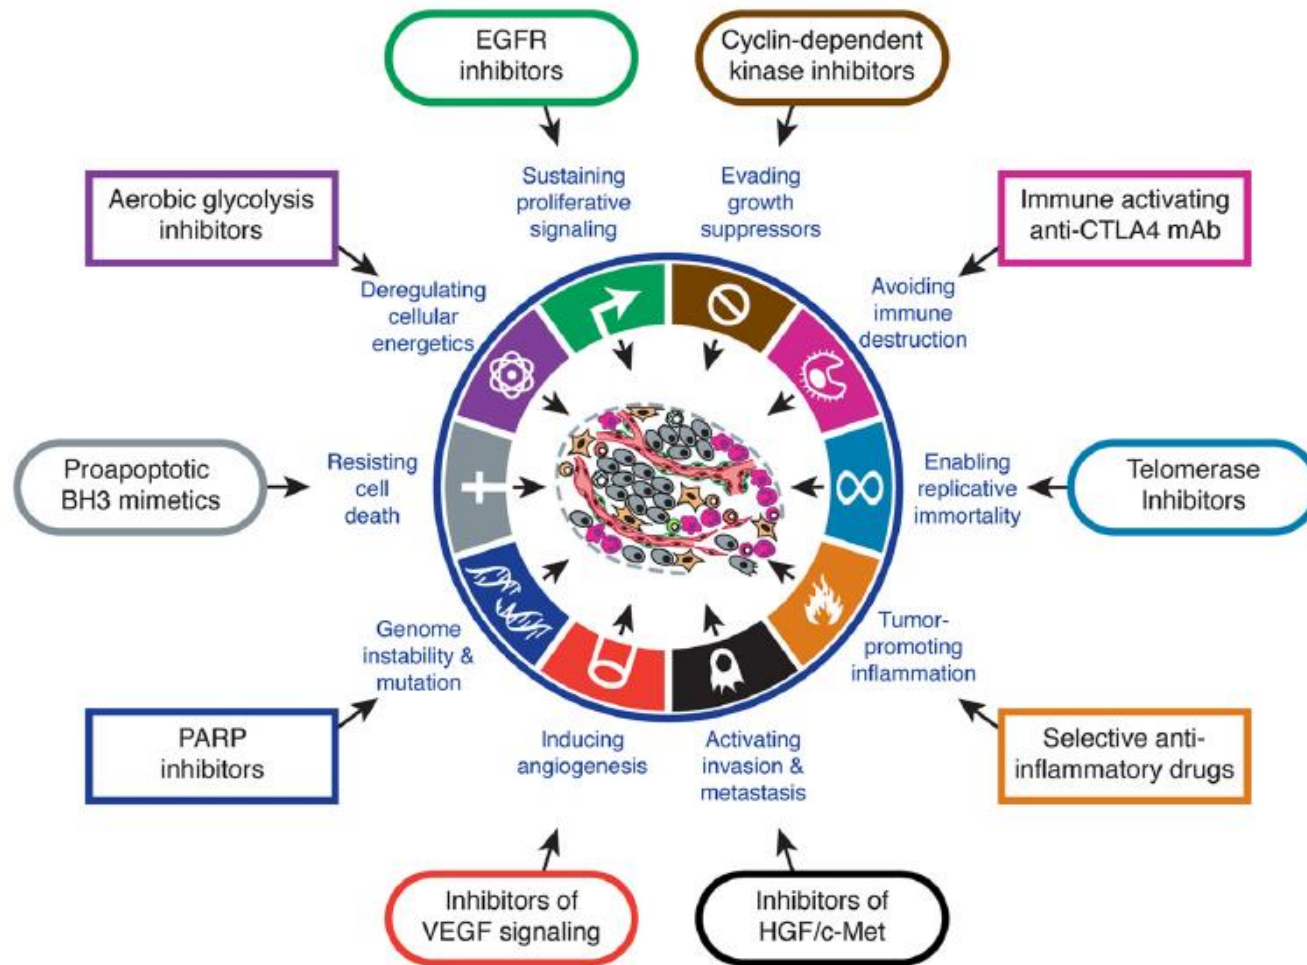 EGFR
inhibitors
Cyclin-dependent
kinase inhibitors
Sustaining
proliferative
signaling
Evading
growth
suppressors
Aerobic glycolysis
inhibitors
Immune activating
anti-CTLA4 mAb
Deregulating
cellular
energetics
Avoiding
immune
destruction
Proapoptotic
BH3 mimetics
Resisting
cell
death
Enabling
replicative
immortality
Telomerase
Inhibitors
Genome
instability &
mutation
Tumor-
promoting
inflammation
PARP
inhibitors
Inducing
angiogenesis
Activating
invasion &
metastasis
Selective anti-
inflammatory drugs
Inhibitors of
VEGF signaling
Inhibitors of
HGF/c-Met